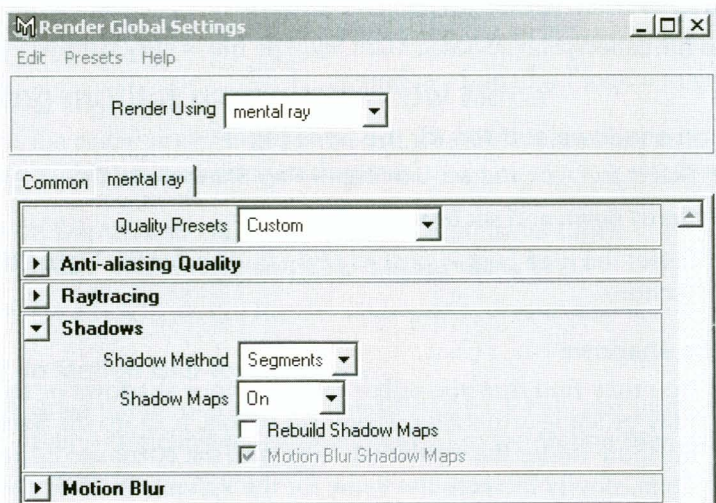 Render Global Settings
Edit Presets Help
Render Using mental ray
Common mental ray
Quality Presets Custom
Anti-aliasing Quality
Raytracing
Shadows
Shadow Method Segments
Shadow Maps On
Rebuild Shadow Maps
Motion Blur Shadow Maps
Motion Blur